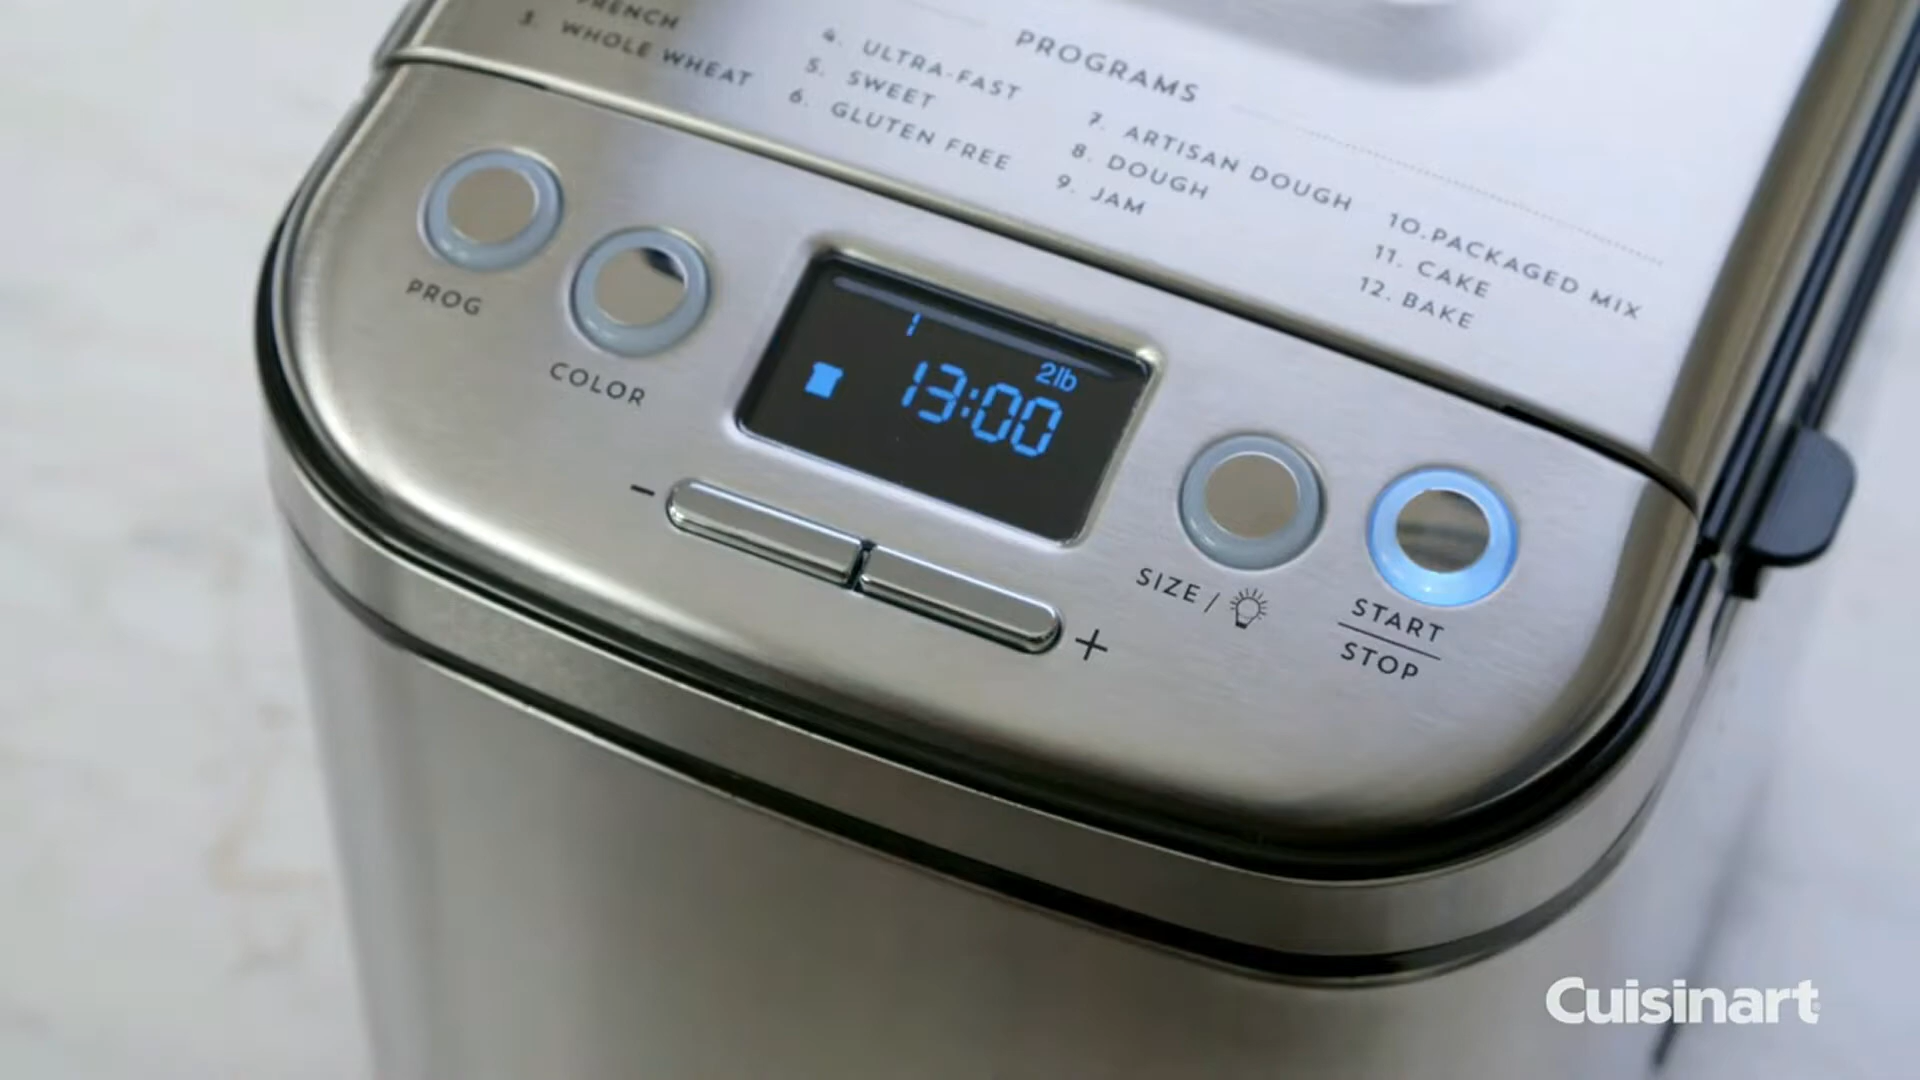 PROGRAMS
FRENCH
3. WHOLE WHEAT
4. ULTRA-FAST
5. SWEET
6. GLUTEN FREE
7. ARTISAN DOUGH
8. DOUGH
9. JAM
10. PACKAGED MIX
11. CAKE
12. BAKE
PROG
COLOR
1
2lb
13:00
-
+
SIZE /
START
STOP
Cuisinart